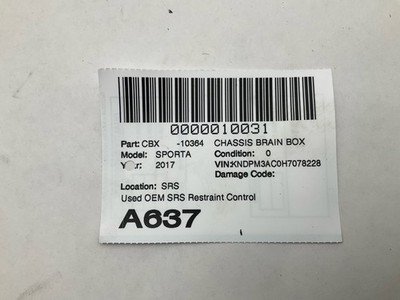 0000010031
Part: CBX -10364 CHASSIS BRAIN BOX
Model: SPORTA Condition: 0
Year: 2017 VIN:KNDPM3AC0H7078228
Damage Code:
Location: SRS
Used OEM SRS Restraint Control
A637